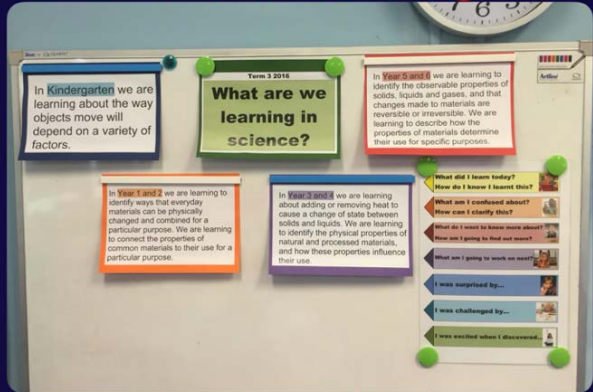 6
In Kindergarten we are
learning about the way
objects move will
depend on a variety of
factors.
Term 3 2016
What are we
learning in
science?
In Year 5 and 6 we are learning to
identify the observable properties of
solids, liquids and gases, and that
changes made to materials are
reversible or irreversible. We are
learning to describe how the
properties of materials determine
their use for specific purposes.
Artline
In Year 1 and 2 we are learning to
identify ways that everyday
materials can be physically
changed and combined for a
particular purpose. We are learning
to connect the properties of
common materials to their use for a
particular purpose.
In Year 3 and 4 we are learning
about adding or removing heat to
cause a change of state between
solids and liquids. We are learning
to identify the physical properties of
natural and processed materials,
and how these properties influence
their use.
What did I learn today?
How do I know I learnt this?
What am I confused about?
How can I clarify this?
What do I want to know more about?
How am I going to find out more?
What am I going to work on next?
I was surprised by...
I was challenged by...
I was excited when I discovered...